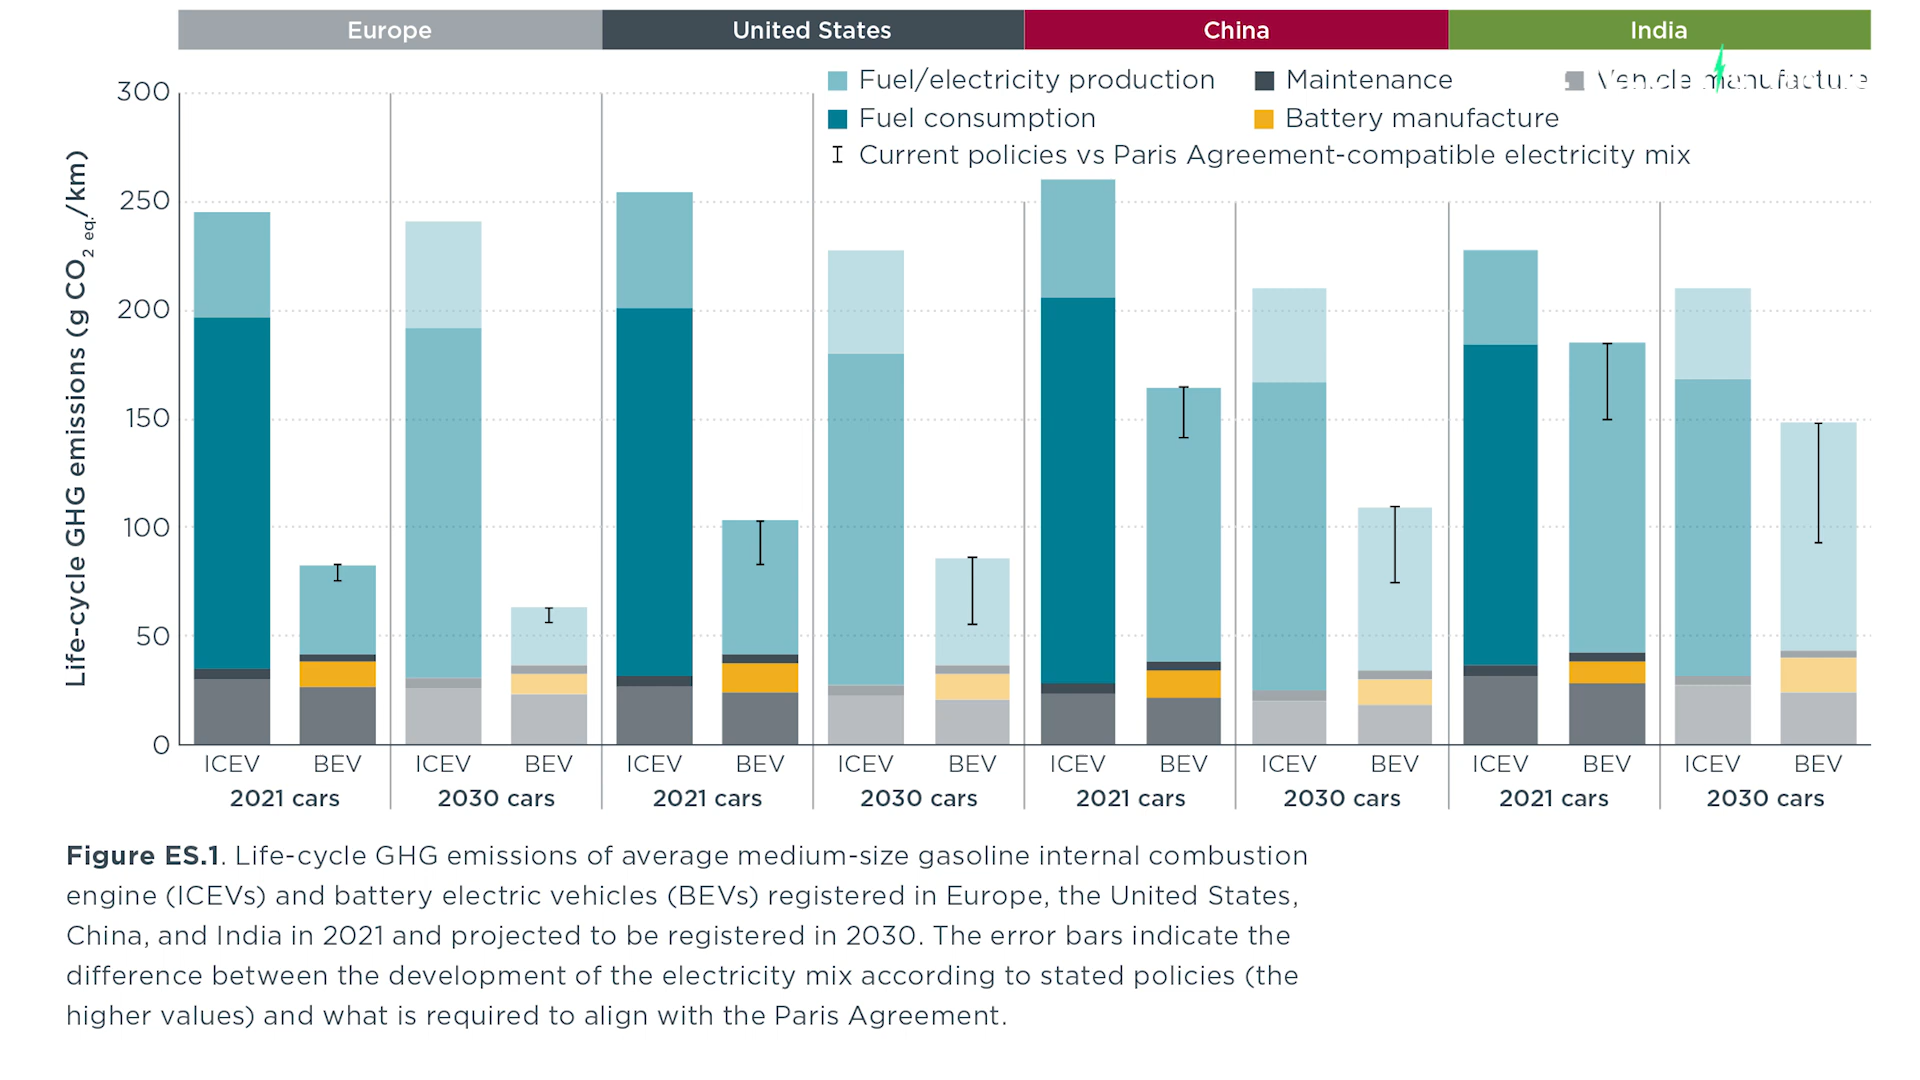 Europe United States China India
Fuel/electricity production Maintenance Vehicle manufacture
Fuel consumption Battery manufacture
Current policies vs Paris Agreement-compatible electricity mix
Life-cycle GHG emissions (g CO2 eq./km)
300
250
200
150
100
50
0
ICEV BEV ICEV BEV ICEV BEV ICEV BEV ICEV BEV ICEV BEV ICEV BEV ICEV BEV
2021 cars 2030 cars 2021 cars 2030 cars 2021 cars 2030 cars 2021 cars 2030 cars
Figure ES.1. Life-cycle GHG emissions of average medium-size gasoline internal combustion
engine (ICEVs) and battery electric vehicles (BEVs) registered in Europe, the United States,
China, and India in 2021 and projected to be registered in 2030. The error bars indicate the
difference between the development of the electricity mix according to stated policies (the
higher values) and what is required to align with the Paris Agreement.